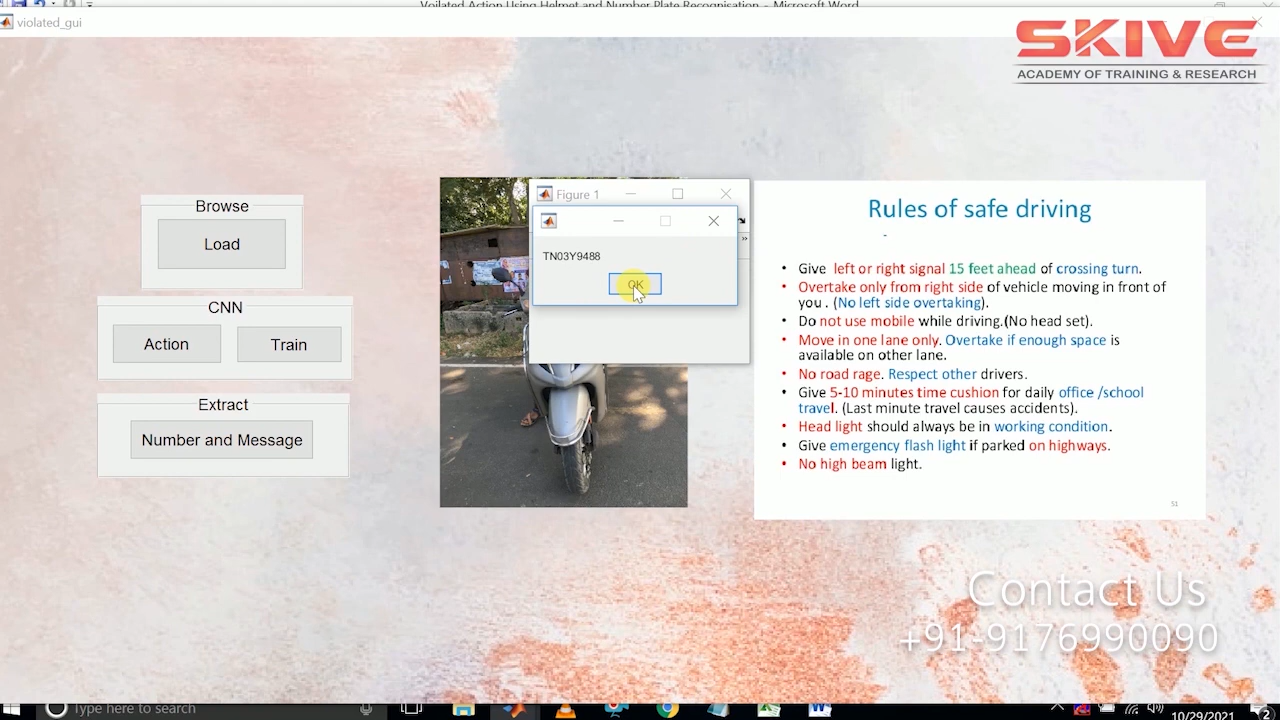 Voilated Action Using Helmet and Number Plate Recognisation - Microsoft Word
violated_gui
SKIVE
ACADEMY OF TRAINING & RESEARCH
Browse
Load
CNN
Action
Train
Extract
Number and Message
Figure 1
TN03Y9488
OK
Rules of safe driving
-
• Give left or right signal 15 feet ahead of crossing turn.
• Overtake only from right side of vehicle moving in front of
you . (No left side overtaking).
• Do not use mobile while driving.(No head set).
• Move in one lane only. Overtake if enough space is
available on other lane.
• No road rage. Respect other drivers.
• Give 5-10 minutes time cushion for daily office /school
travel. (Last minute travel causes accidents).
• Head light should always be in working condition.
• Give emergency flash light if parked on highways.
• No high beam light.
51
Contact Us
+91-9176990090
Type here to search
10/29/2021
2